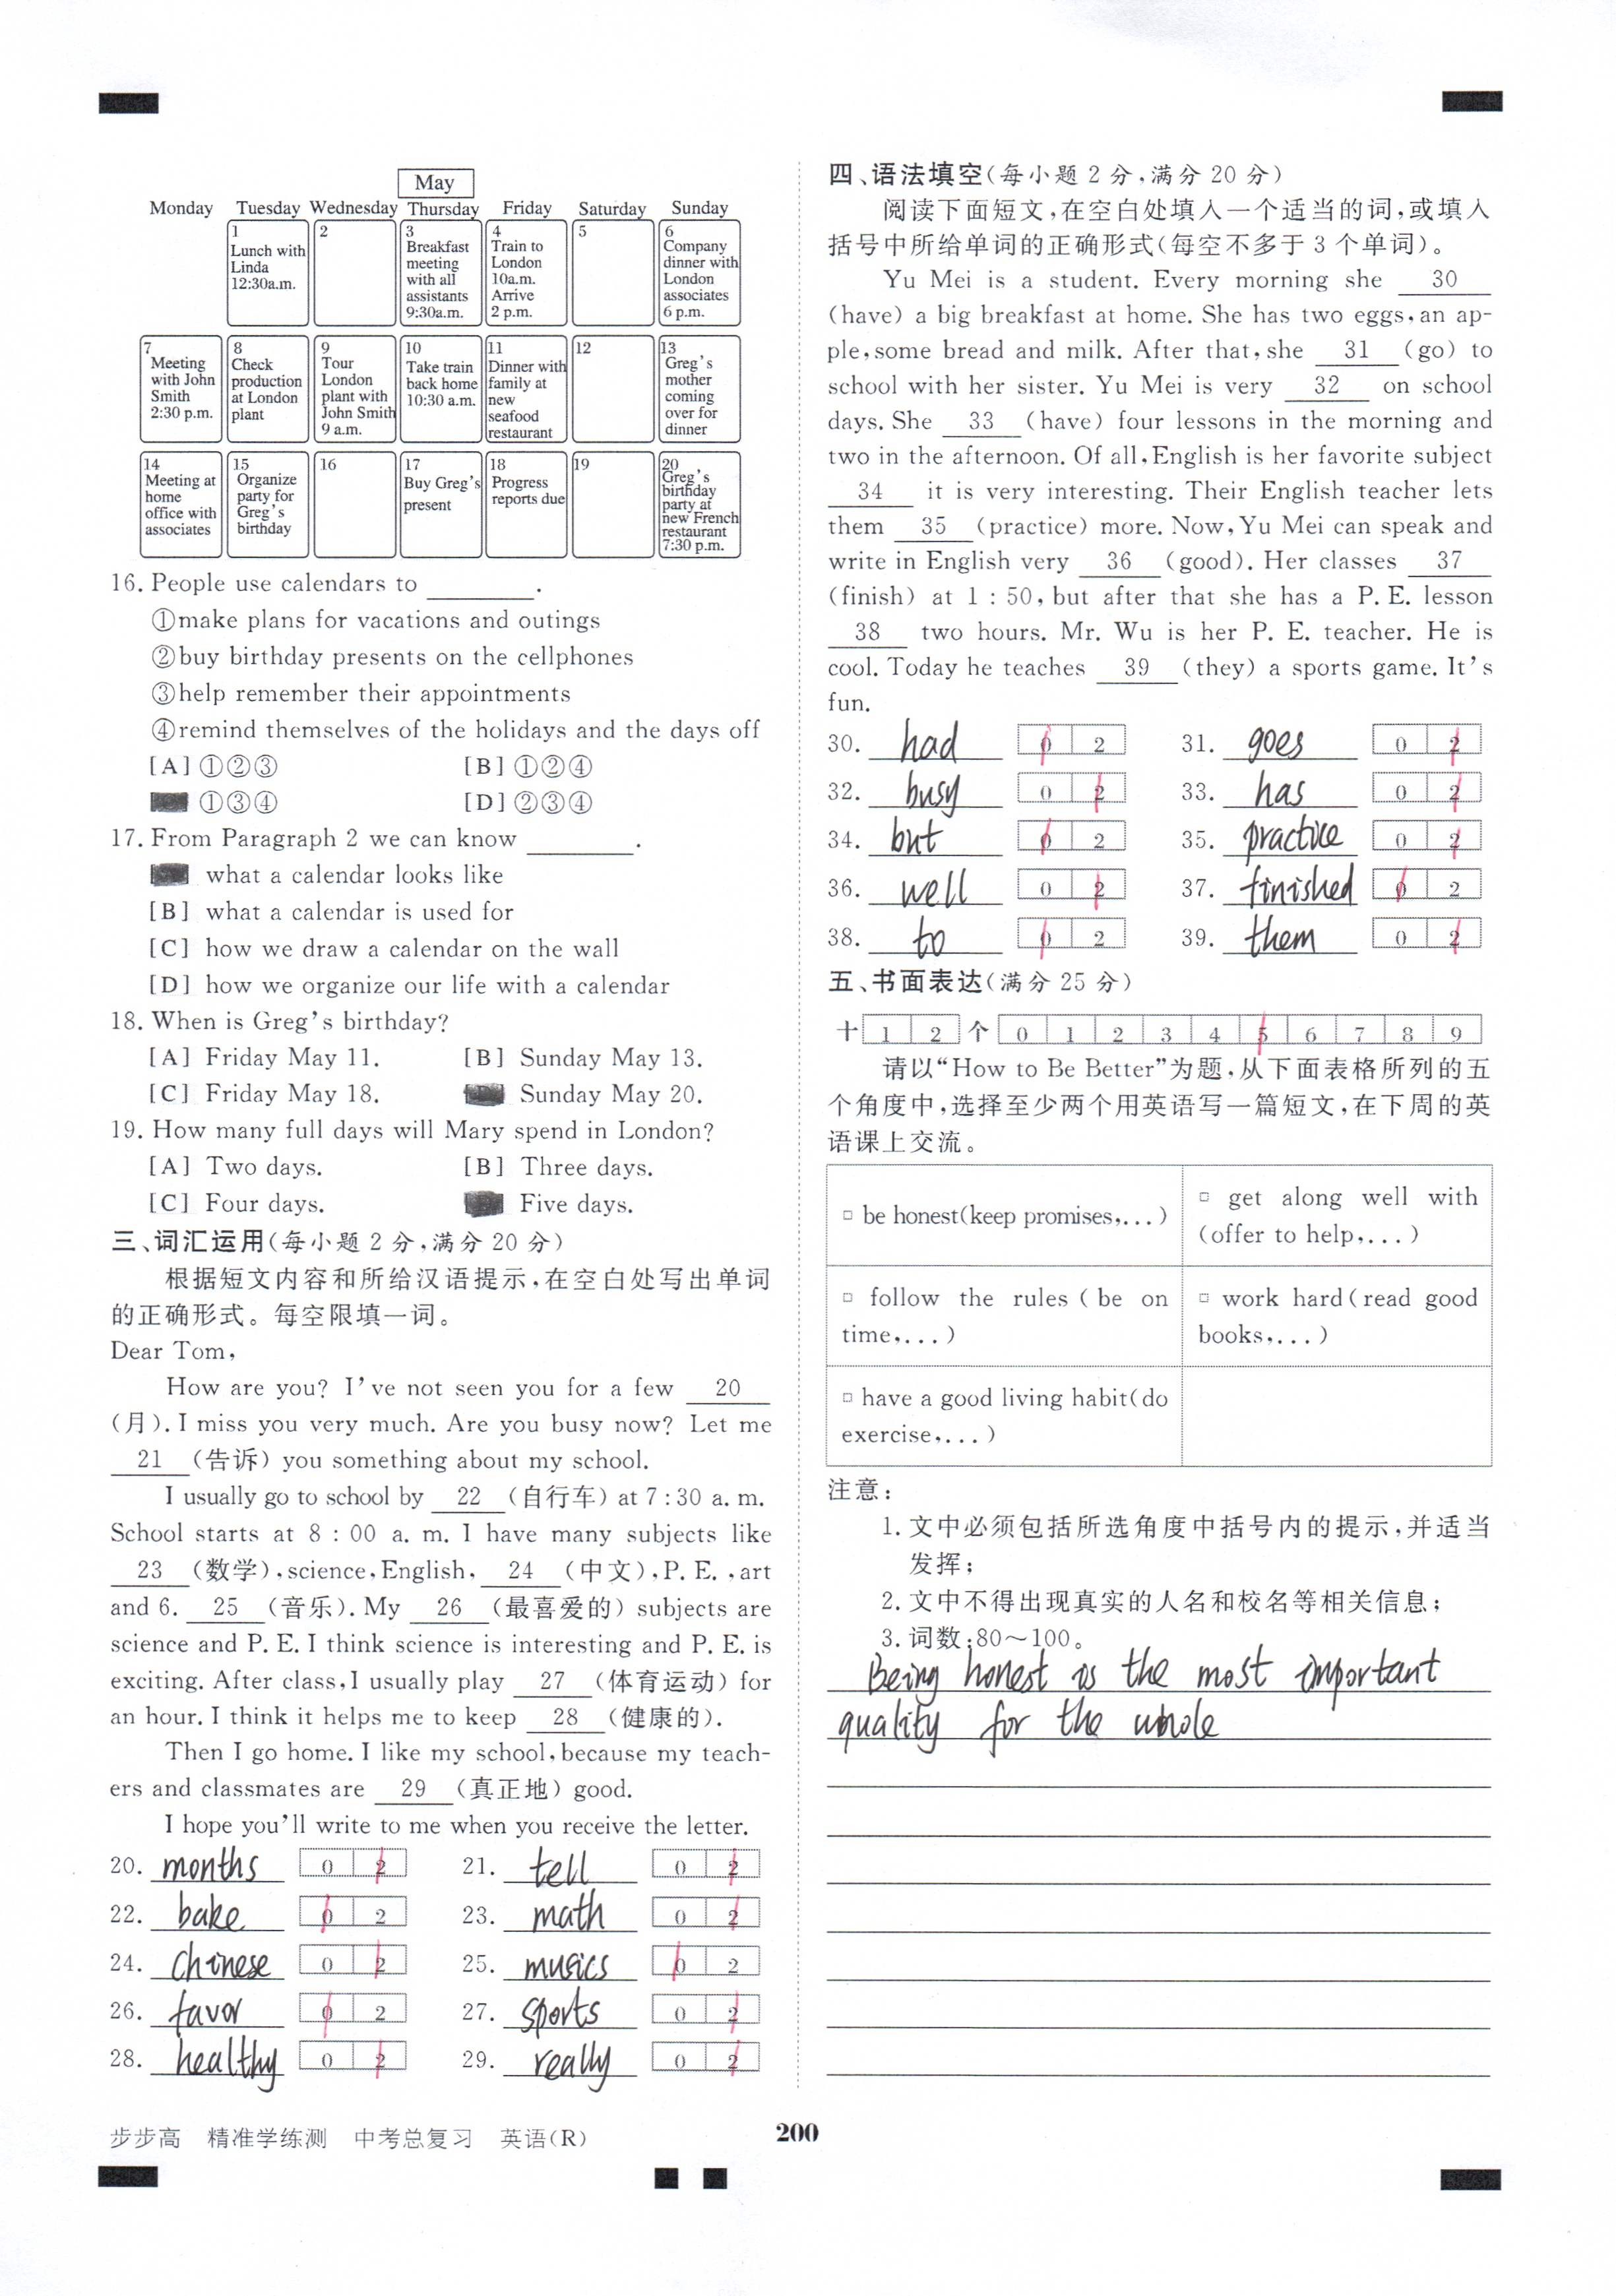 May
Monday Tuesday Wednesday Thursday Friday Saturday Sunday
1
Lunch with
Linda
12:30a.m.
2
3
Breakfast
meeting
with all
assistants
9:30a.m.
4
Train to
London
10a.m.
Arrive
2 p.m.
5
6
Company
dinner with
London
associates
6 p.m.
7
Meeting
with John
Smith
2:30 p.m.
8
Check
production
at London
plant
9
Tour
London
plant with
John Smith
9 a.m.
10
Take train
back home
10:30 a.m.
11
Dinner with
family at
new
seafood
restaurant
12
13
Greg's
mother
coming
over for
dinner
14
Meeting at
home
office with
associates
15
Organize
party for
Greg's
birthday
16
17
Buy Greg's
present
18
Progress
reports due
19
20
Greg's
birthday
party at
new French
restaurant
7:30 p.m.
16. People use calendars to ________.
①make plans for vacations and outings
②buy birthday presents on the cellphones
③help remember their appointments
④remind themselves of the holidays and the days off
[A] ①②③ [B] ①②④
①③④ [D] ②③④
17. From Paragraph 2 we can know ________.
what a calendar looks like
[B] what a calendar is used for
[C] how we draw a calendar on the wall
[D] how we organize our life with a calendar
18. When is Greg's birthday?
[A] Friday May 11. [B] Sunday May 13.
[C] Friday May 18. Sunday May 20.
19. How many full days will Mary spend in London?
[A] Two days. [B] Three days.
[C] Four days. Five days.
三、词汇运用(每小题 2 分,满分 20 分)
根据短文内容和所给汉语提示,在空白处写出单词
的正确形式。每空限填一词。
Dear Tom,
How are you? I've not seen you for a few 20
(月). I miss you very much. Are you busy now? Let me
21 (告诉) you something about my school.
I usually go to school by 22 (自行车) at 7:30 a. m.
School starts at 8:00 a. m. I have many subjects like
23 (数学),science,English, 24 (中文),P. E. ,art
and 6. 25 (音乐). My 26 (最喜爱的) subjects are
science and P. E. I think science is interesting and P. E. is
exciting. After class,I usually play 27 (体育运动) for
an hour. I think it helps me to keep 28 (健康的).
Then I go home. I like my school,because my teach-
ers and classmates are 29 (真正地) good.
I hope you'll write to me when you receive the letter.
20. months 0 2 21. tell 0 2
22. bake 0 2 23. math 0 2
24. Chinese 0 2 25. musics 0 2
26. favor 0 2 27. sports 0 2
28. healthy 0 2 29. really 0 2
四、语法填空(每小题 2 分,满分 20 分)
阅读下面短文,在空白处填入一个适当的词,或填入
括号中所给单词的正确形式(每空不多于 3 个单词)。
Yu Mei is a student. Every morning she 30
(have) a big breakfast at home. She has two eggs,an ap-
ple,some bread and milk. After that,she 31 (go) to
school with her sister. Yu Mei is very 32 on school
days. She 33 (have) four lessons in the morning and
two in the afternoon. Of all,English is her favorite subject
34 it is very interesting. Their English teacher lets
them 35 (practice) more. Now,Yu Mei can speak and
write in English very 36 (good). Her classes 37
(finish) at 1:50,but after that she has a P. E. lesson
38 two hours. Mr. Wu is her P. E. teacher. He is
cool. Today he teaches 39 (they) a sports game. It's
fun.
30. had 0 2 31. goes 0 2
32. busy 0 2 33. has 0 2
34. but 0 2 35. practice 0 2
36. well 0 2 37. finished 0 2
38. to 0 2 39. them 0 2
五、书面表达(满分 25 分)
十 1 2 个 0 1 2 3 4 5 6 7 8 9
请以“How to Be Better”为题,从下面表格所列的五
个角度中,选择至少两个用英语写一篇短文,在下周的英
语课上交流。
□ be honest(keep promises,...)
□ get along well with
(offer to help,...)
□ follow the rules (be on
time,...)
□ work hard(read good
books,...)
□ have a good living habit(do
exercise,...)
注意:
1. 文中必须包括所选角度中括号内的提示,并适当
发挥;
2. 文中不得出现真实的人名和校名等相关信息;
3. 词数:80～100。
Being honest is the most important
quality for the whole
步步高 精准学练测 中考总复习 英语(R)
200